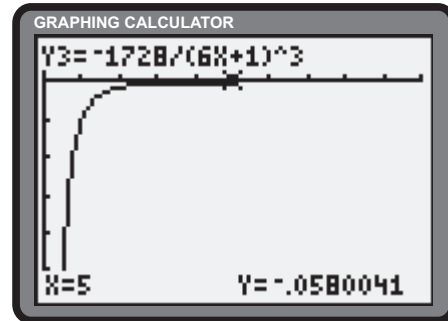 GRAPHING CALCULATOR
Y3=⁻1728/(6X+1)^3
X=5 Y=⁻.0580041